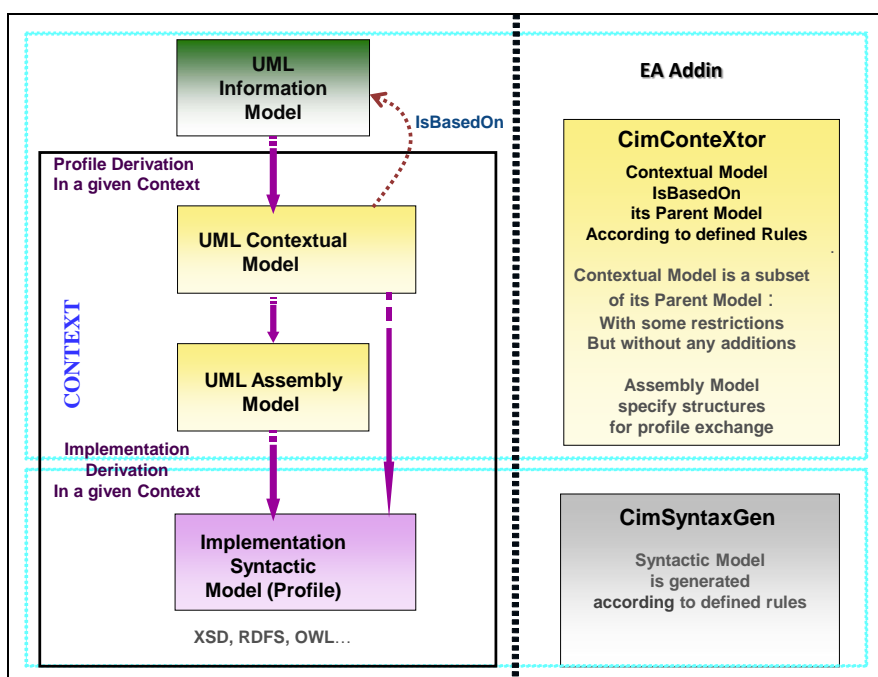 UML
Information
Model
IsBasedOn
Profile Derivation
In a given Context
UML Contextual
Model
CONTEXT
UML Assembly
Model
Implementation
Derivation
In a given Context
Implementation
Syntactic
Model (Profile)
XSD, RDFS, OWL...
EA Addin
CimConteXtor
Contextual Model
IsBasedOn
its Parent Model
According to defined Rules
.
Contextual Model is a subset
of its Parent Model :
With some restrictions
But without any additions
Assembly Model
specify structures
for profile exchange
CimSyntaxGen
Syntactic Model
is generated
according to defined rules